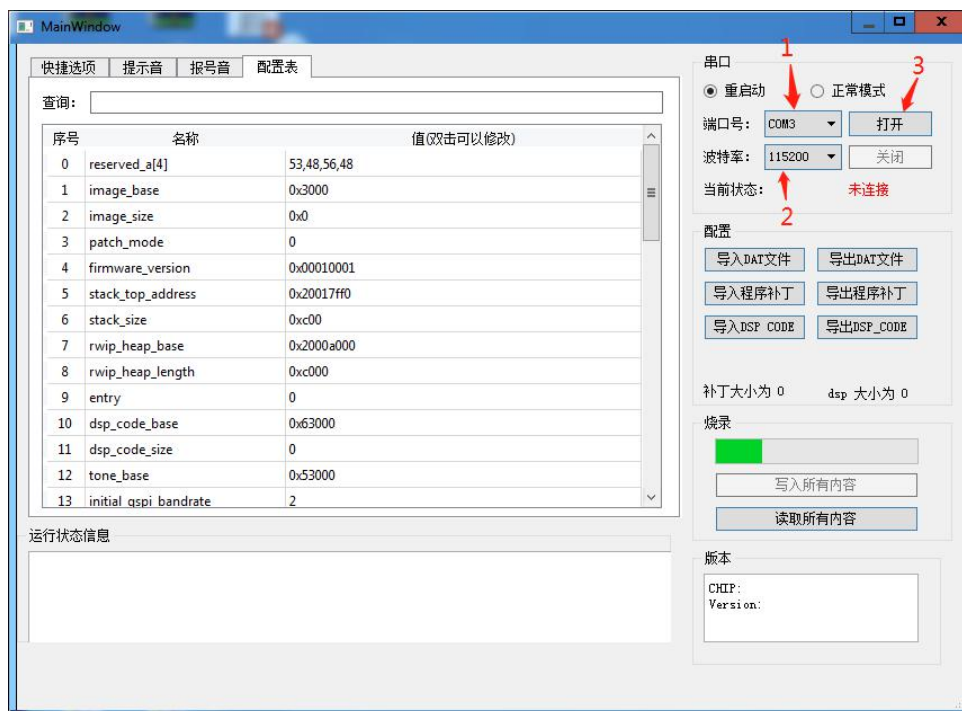 MainWindow
快捷选项 提示音 报号音 配置表
查询:
序号 名称 值(双击可以修改)
0 reserved_a[4] 53,48,56,48
1 image_base 0x3000
2 image_size 0x0
3 patch_mode 0
4 firmware_version 0x00010001
5 stack_top_address 0x20017ff0
6 stack_size 0xc00
7 rwip_heap_base 0x2000a000
8 rwip_heap_length 0xc000
9 entry 0
10 dsp_code_base 0x63000
11 dsp_code_size 0
12 tone_base 0x53000
13 initial_qspi_bandrate 2
运行状态信息
串口
1
3
重启动 正常模式
端口号: COM3 打开
波特率: 115200 关闭
当前状态: 未连接
2
配置
导入DAT文件 导出DAT文件
导入程序补丁 导出程序补丁
导入DSP CODE 导出DSP_CODE
补丁大小为 0 dsp 大小为 0
烧录
写入所有内容
读取所有内容
版本
CHIP:
Version: